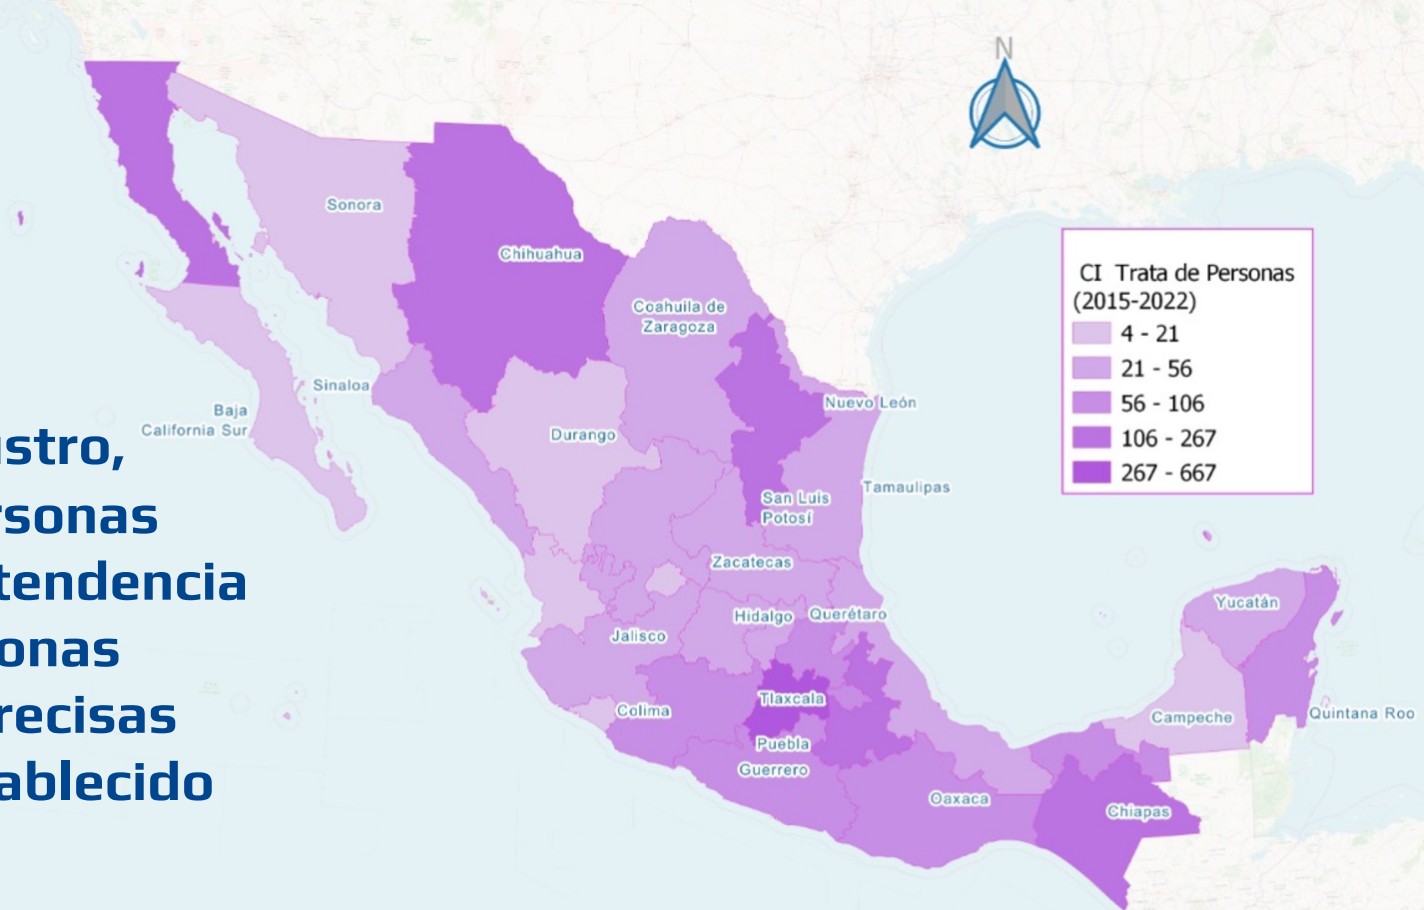 N
CI Trata de Personas
(2015-2022)
4 - 21
21 - 56
56 - 106
106 - 267
267 - 667
Sonora
Chihuahua
Coahuila de
Zaragoza
Sinaloa
Baja
California Sur
Nuevo León
Durango
Tamaulipas
San Luis
Potosí
Zacatecas
Hidalgo
Querétaro
Yucatán
Jalisco
Tlaxcala
Colima
Campeche
Quintana Roo
Puebla
Guerrero
Oaxaca
Chiapas
stro,
rsonas
tendencia
onas
recisas
ablecido